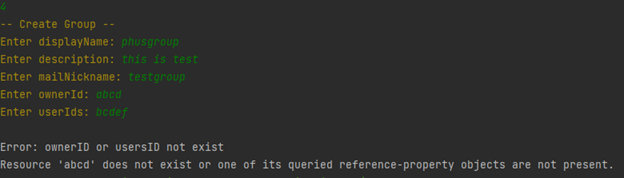 4
-- Create Group --
Enter displayName: phusgroup
Enter description: this is test
Enter mailNickname: testgroup
Enter ownerId: abcd
Enter userIds: bcdef
Error: ownerID or usersID not exist
Resource 'abcd' does not exist or one of its queried reference-property objects are not present.